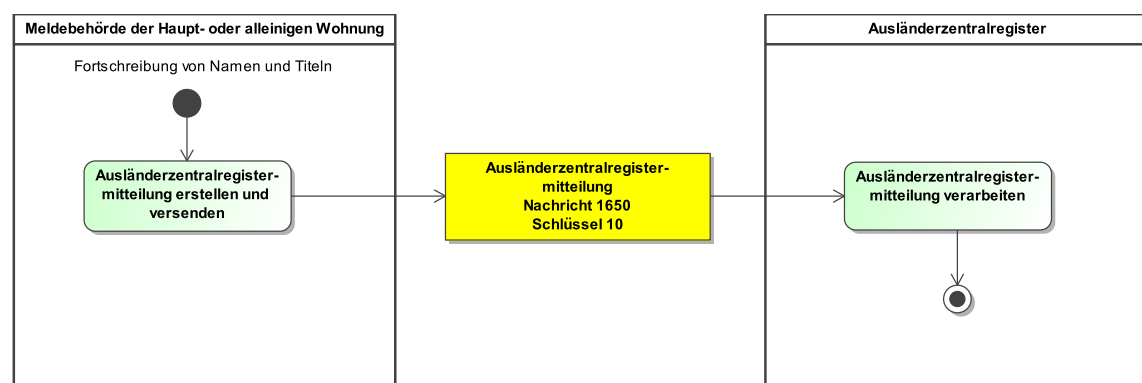 Meldebehörde der Haupt- oder alleinigen Wohnung
Ausländerzentralregister
Fortschreibung von Namen und Titeln
Ausländerzentralregister-
mitteilung erstellen und
versenden
Ausländerzentralregister-
mitteilung
Nachricht 1650
Schlüssel 10
Ausländerzentralregister-
mitteilung verarbeiten